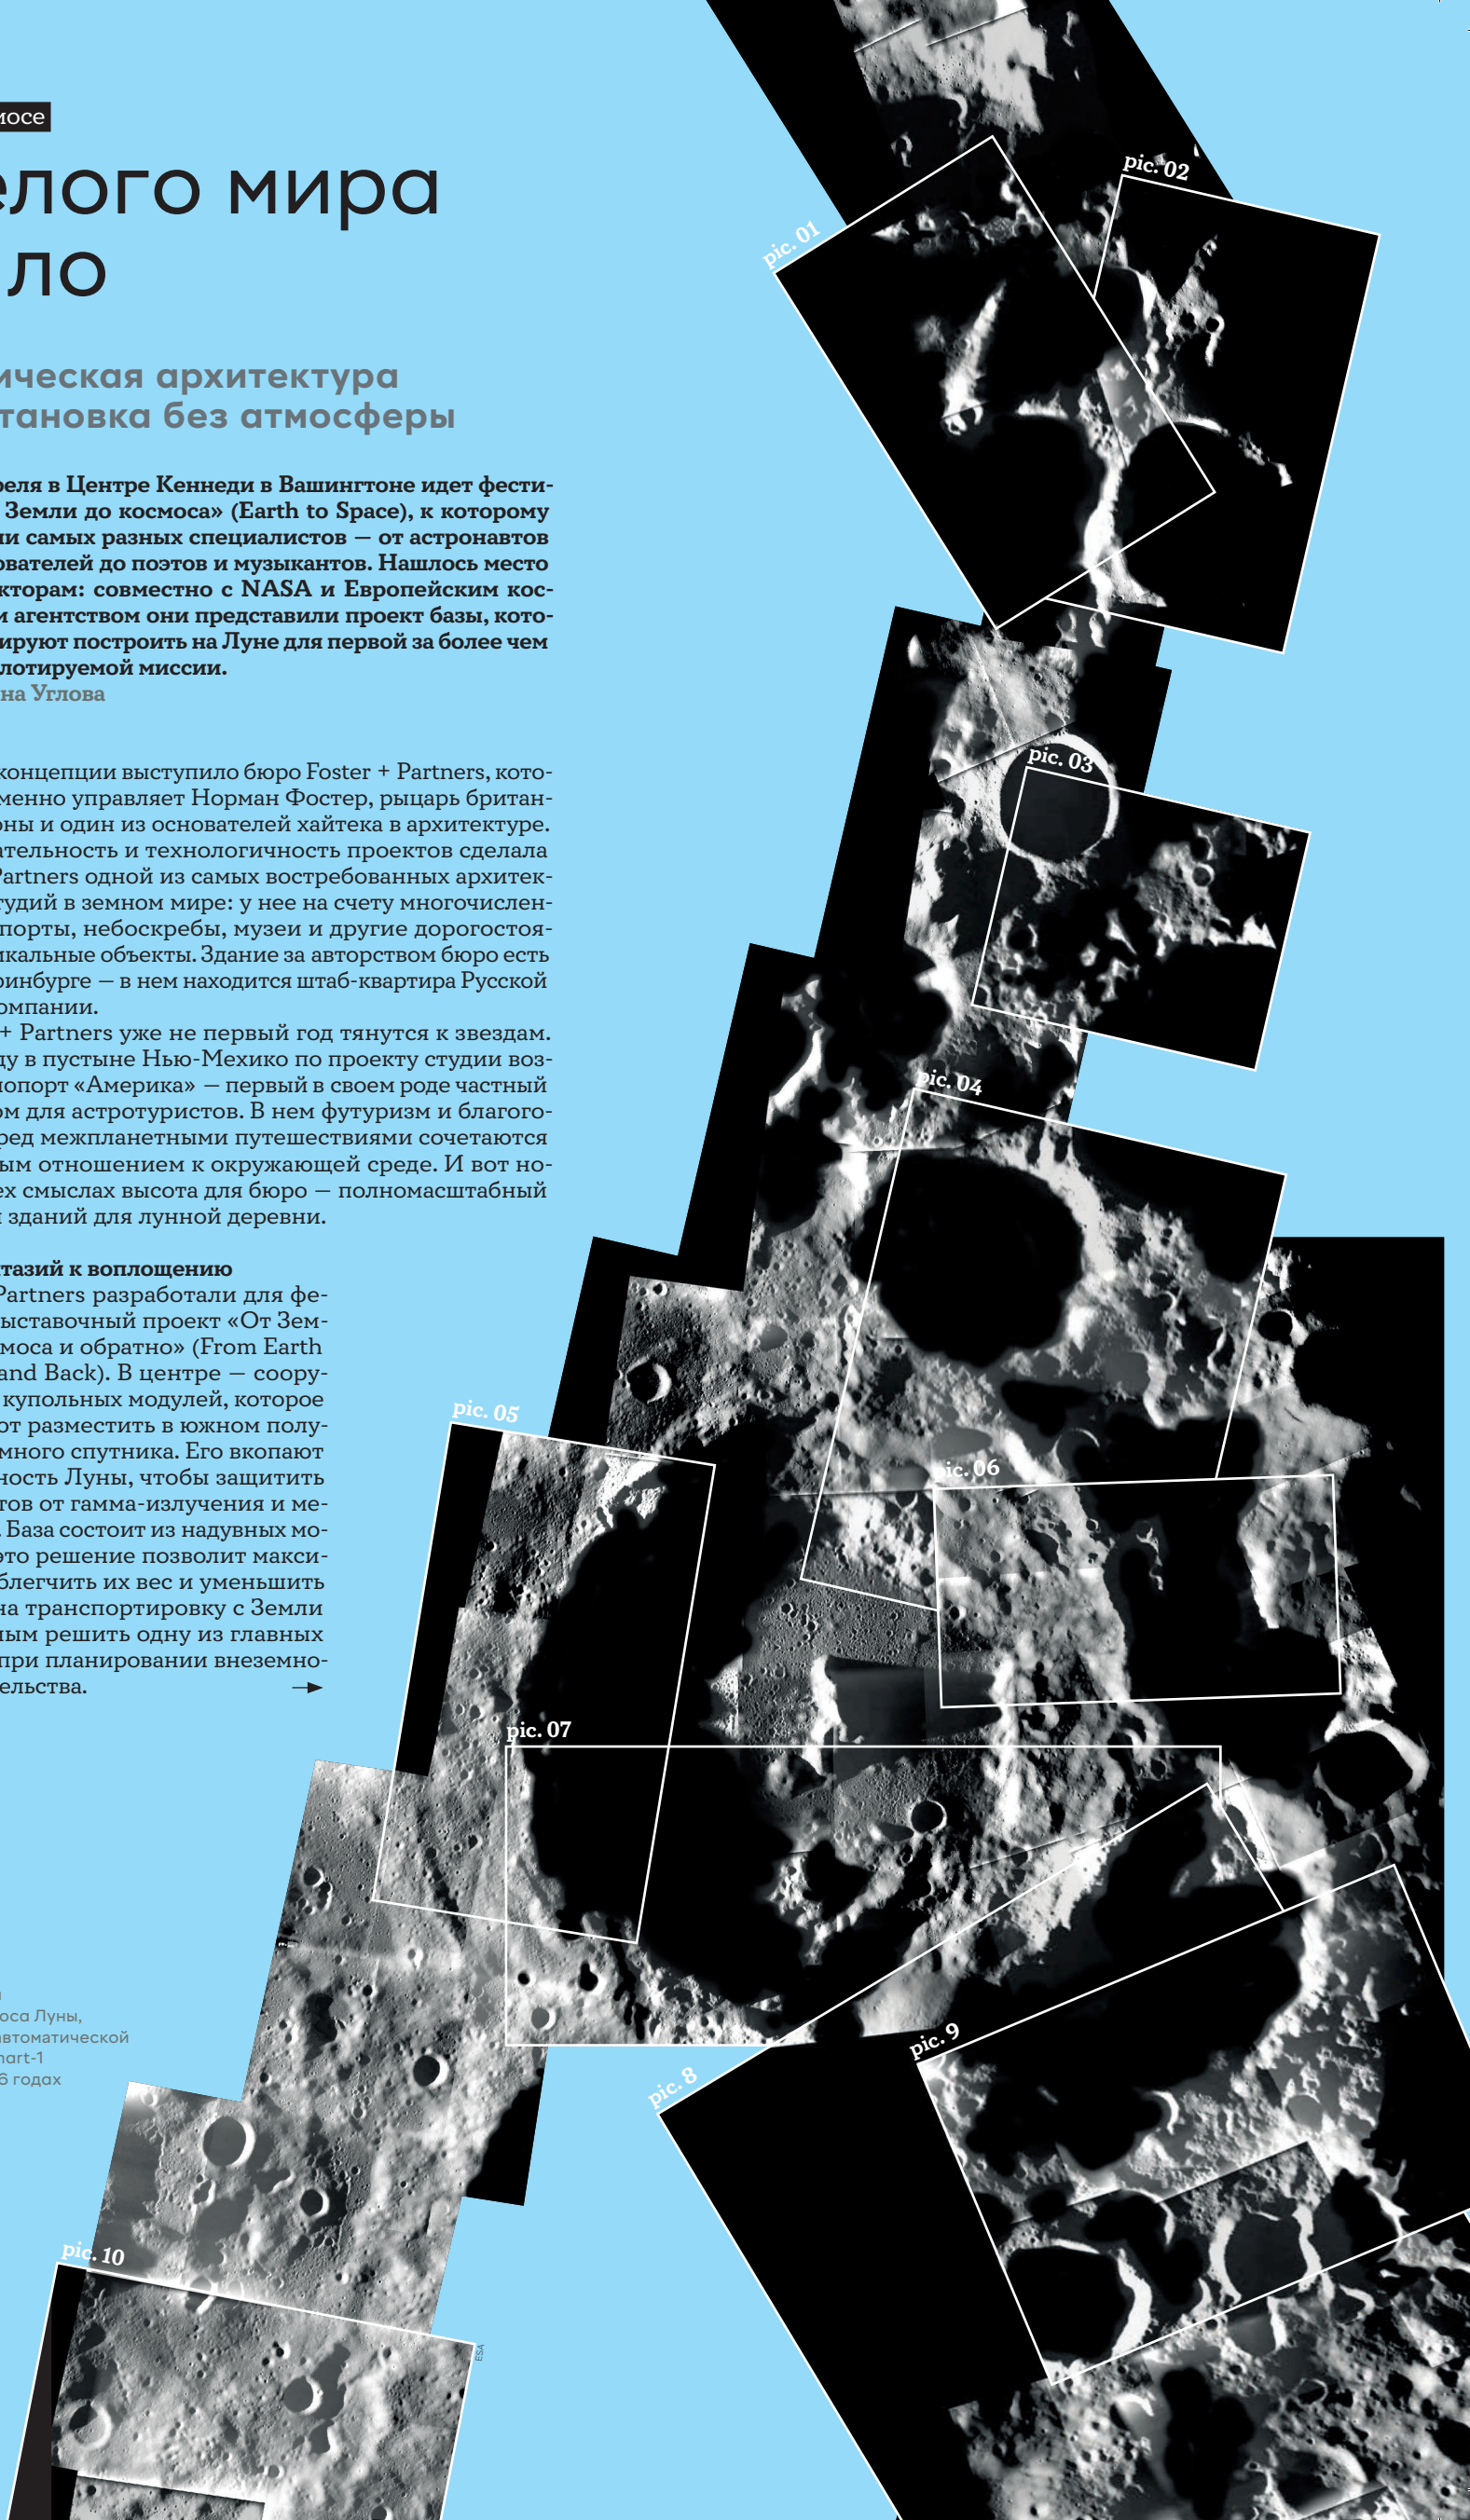 мосе
елого мира
ло
ическая архитектура
тановка без атмосферы
реля в Центре Кеннеди в Вашингтоне идет фести-
Земли до космоса» (Earth to Space), к которому
ли самых разных специалистов — от астронавтов
ователей до поэтов и музыкантов. Нашлось место
кторам: совместно с NASA и Европейским кос-
м агентством они представили проект базы, кото-
ируют построить на Луне для первой за более чем
лотируемой миссии.
на Углова
концепции выступило бюро Foster + Partners, кото-
менно управляет Норман Фостер, рыцарь британ-
оны и один из основателей хайтека в архитектуре.
ательность и технологичность проектов сделала
Partners одной из самых востребованных архитек-
тудий в земном мире: у нее на счету многочислен-
порты, небоскребы, музеи и другие дорогостоя-
икальные объекты. Здание за авторством бюро есть
ринбурге — в нем находится штаб-квартира Русской
омпании.
+ Partners уже не первый год тянутся к звездам.
ду в пустыне Нью-Мехико по проекту студии воз-
мопорт «Америка» — первый в своем роде частный
ом для астротуристов. В нем футуризм и благого-
ред межпланетными путешествиями сочетаются
ым отношением к окружающей среде. И вот но-
ех смыслах высота для бюро — полномасштабный
и зданий для лунной деревни.
тазий к воплощению
Partners разработали для фе-
ыставочный проект «От Зем-
моса и обратно» (From Earth
and Back). В центре — соору-
купольных модулей, которое
от разместить в южном полу-
много спутника. Его вкопают
ность Луны, чтобы защитить
тов от гамма-излучения и ме-
. База состоит из надувных мо-
это решение позволит макси-
блегчить их вес и уменьшить
на транспортировку с Земли
ным решить одну из главных
при планировании внеземно-
ельства. →
оса Луны,
автоматической
mart-1
6 годах
pic. 01
pic. 02
pic. 03
pic. 04
pic. 05
pic. 06
pic. 07
pic. 8
pic. 9
pic. 10
ESA